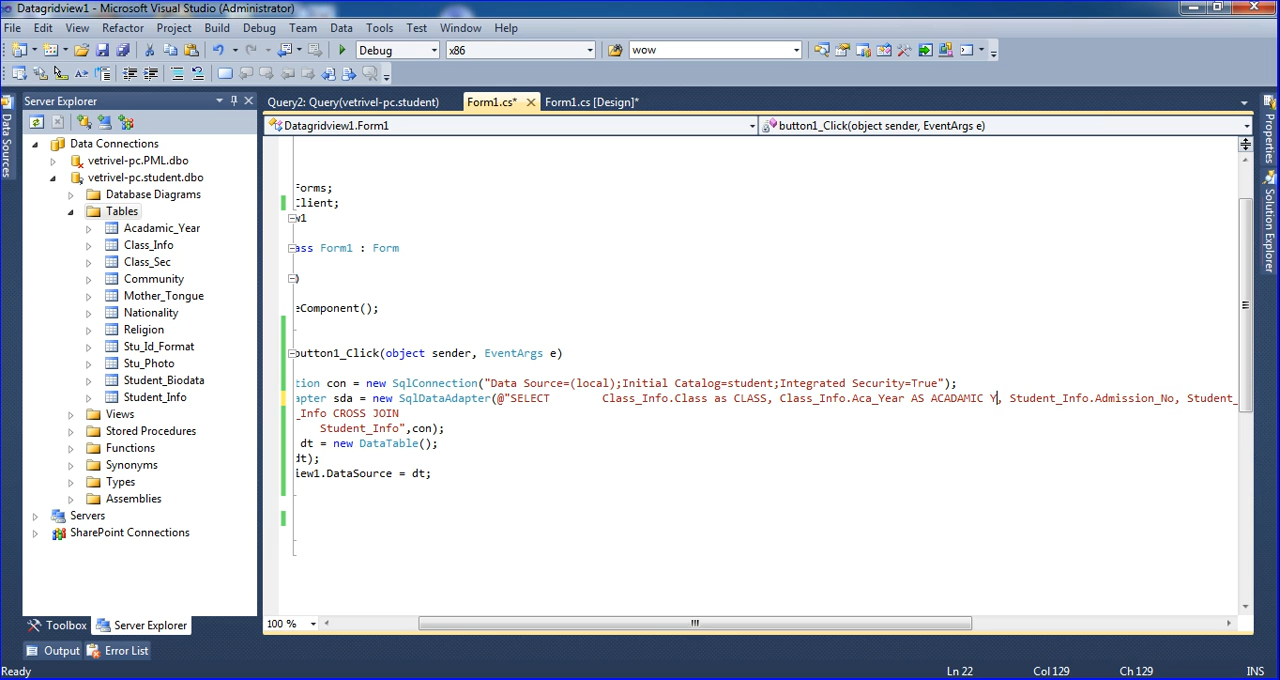 Datagridview1 - Microsoft Visual Studio (Administrator)
File Edit View Refactor Project Build Debug Team Data Tools Test Window Help
Debug x86 wow
Server Explorer
Query2: Query(vetrivel-pc.student) Form1.cs* Form1.cs [Design]*
Datagridview1.Form1 button1_Click(object sender, EventArgs e)
Data Sources
Properties
Solution Explorer
Data Connections
vetrivel-pc.PML.dbo
vetrivel-pc.student.dbo
Database Diagrams
Tables
Acadamic_Year
Class_Info
Class_Sec
Community
Mother_Tongue
Nationality
Religion
Stu_Id_Format
Stu_Photo
Student_Biodata
Student_Info
Views
Stored Procedures
Functions
Synonyms
Types
Assemblies
Servers
SharePoint Connections
Forms;
Client;
w1
ass Form1 : Form
)
eComponent();
button1_Click(object sender, EventArgs e)
tion con = new SqlConnection("Data Source=(local);Initial Catalog=student;Integrated Security=True");
apter sda = new SqlDataAdapter(@"SELECT Class_Info.Class as CLASS, Class_Info.Aca_Year AS ACADAMIC Y, Student_Info.Admission_No, Student_
_Info CROSS JOIN
Student_Info",con);
dt = new DataTable();
dt);
iew1.DataSource = dt;
100 %
Toolbox Server Explorer
Output Error List
Ready Ln 22 Col 129 Ch 129 INS